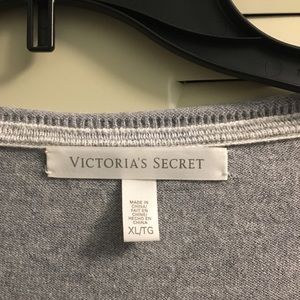 VICTORIA'S SECRET
MADE IN
CHINA/
FAIT EN
CHINE/
HECHO EN
CHINA
XL/TG